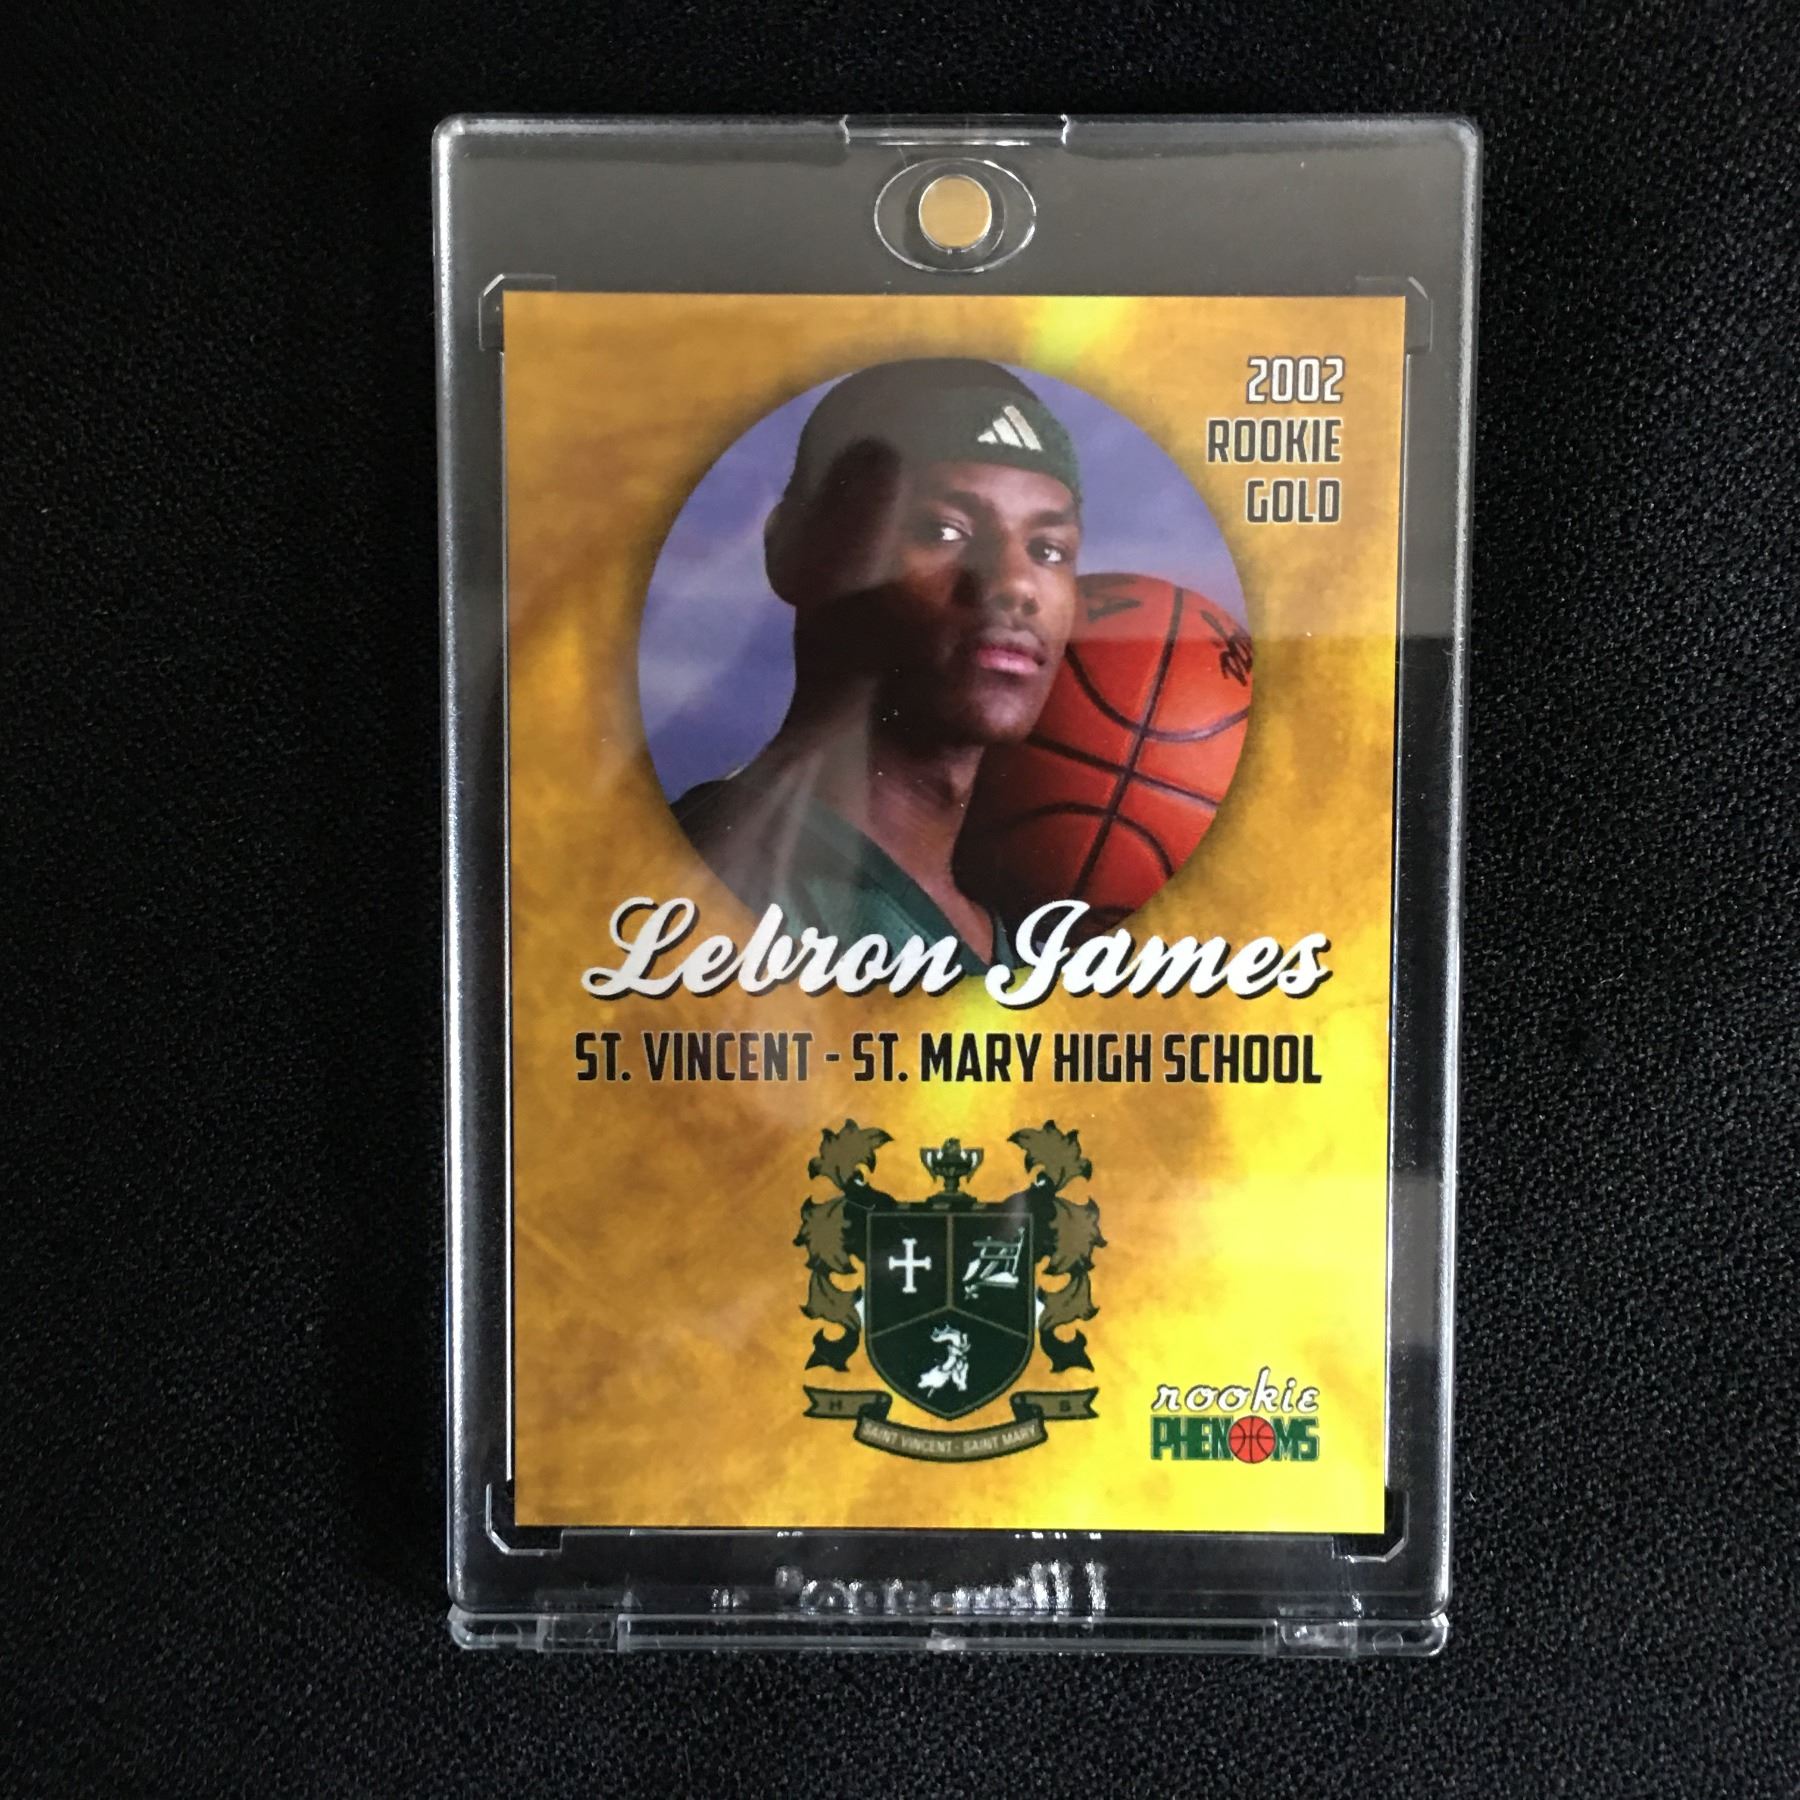 2002
ROOKIE
GOLD
Lebron James
ST. VINCENT - ST. MARY HIGH SCHOOL
H S
SAINT VINCENT - SAINT MARY
rookie
PHENOMS